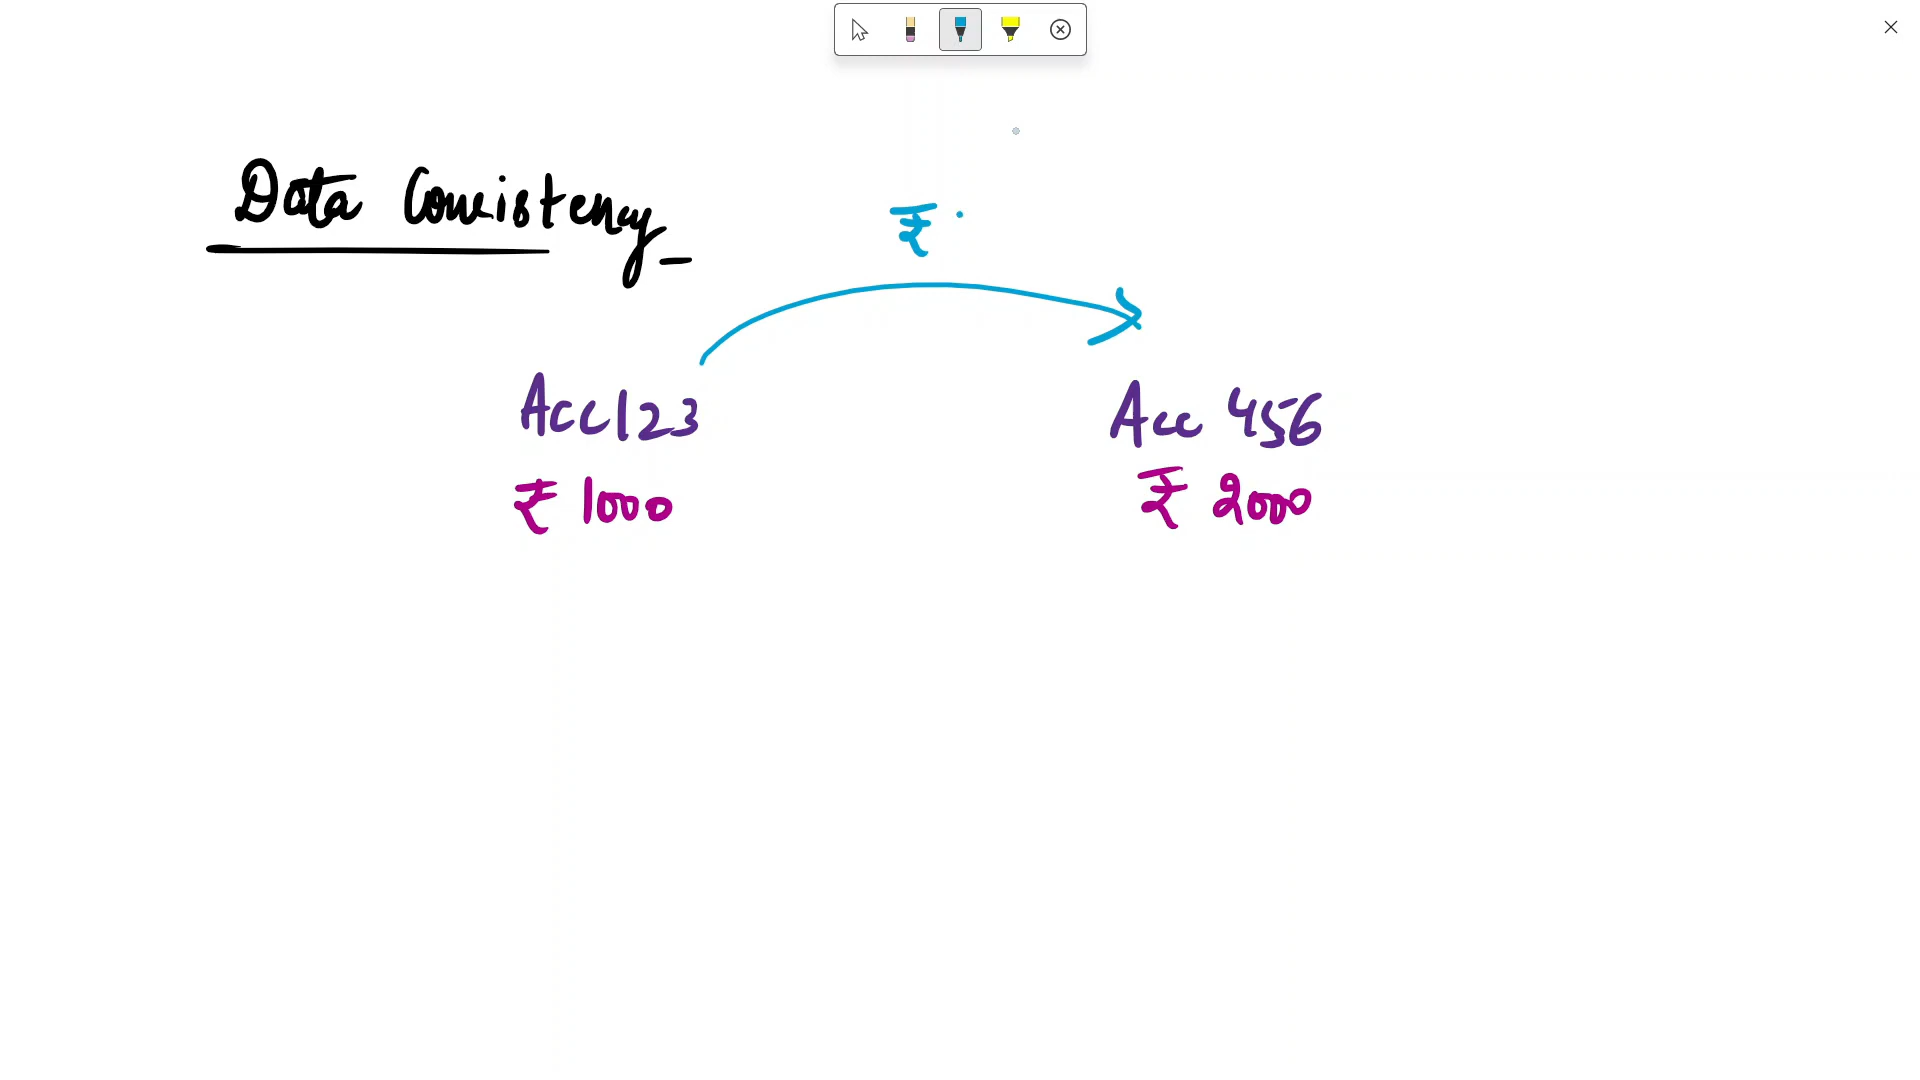 Data Consistency
₹
Acc123 Acc 456
₹ 1000 ₹ 2000